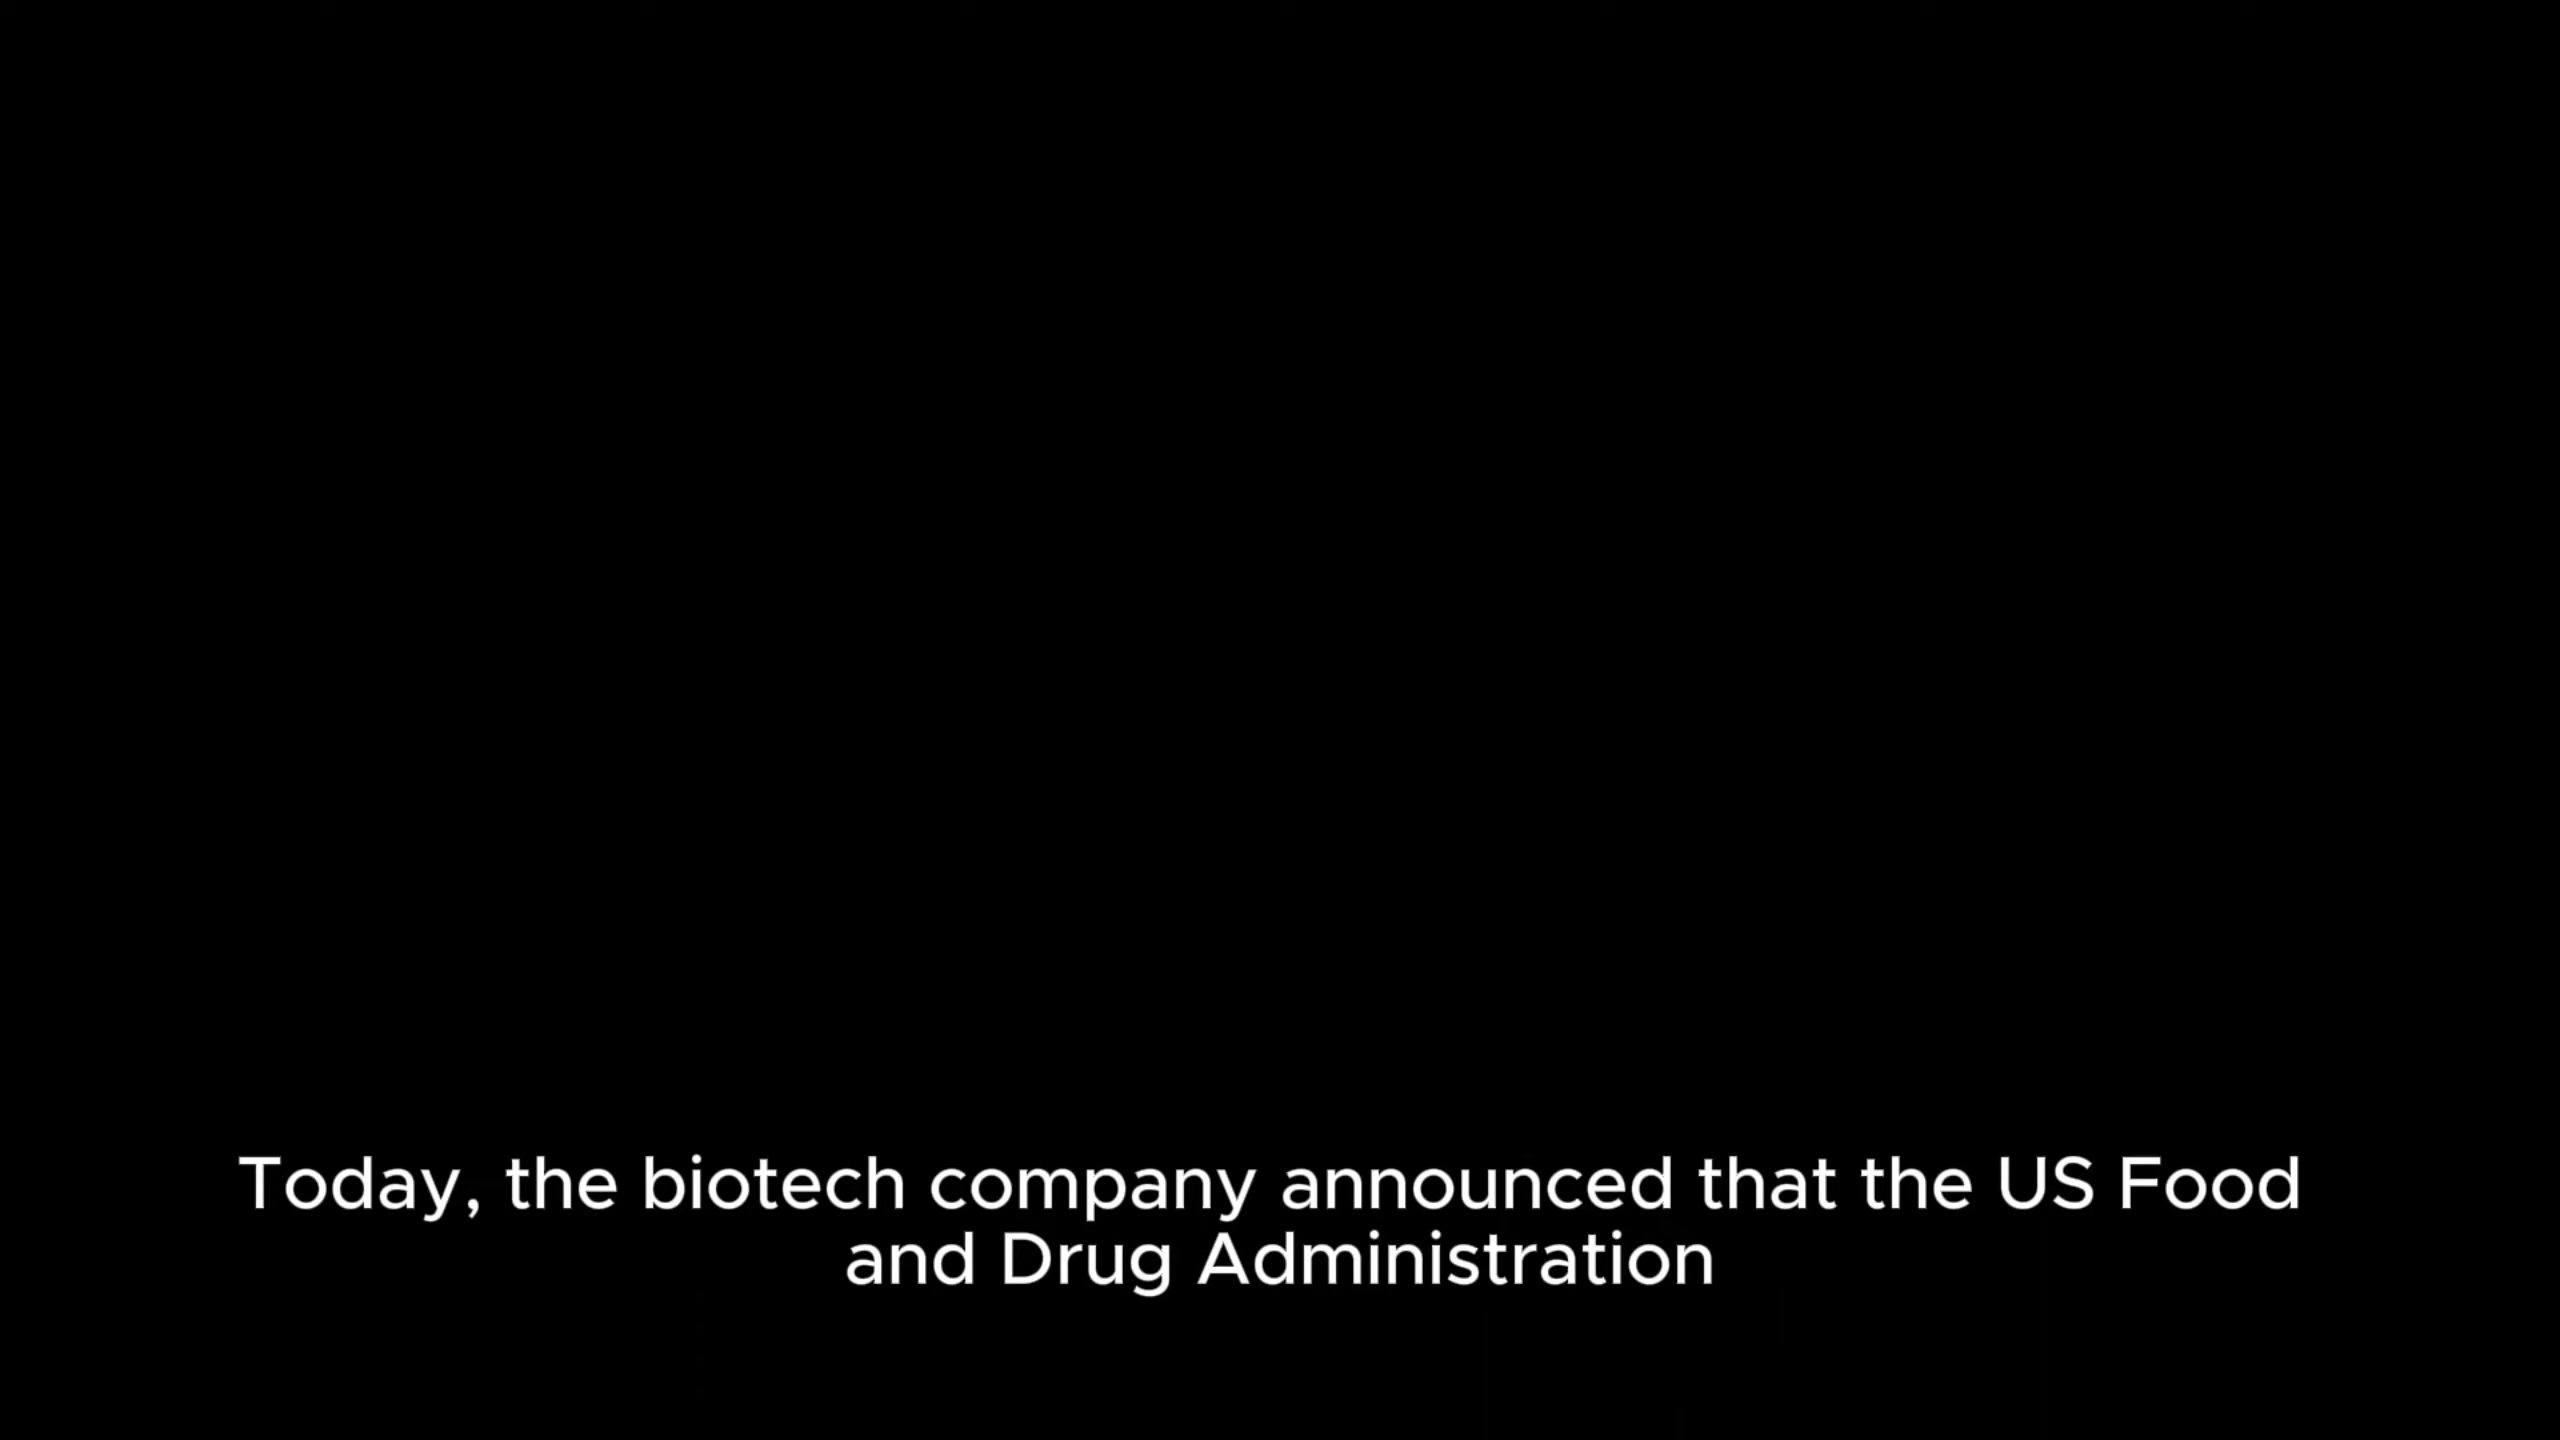 Today, the biotech company announced that the US Food
and Drug Administration